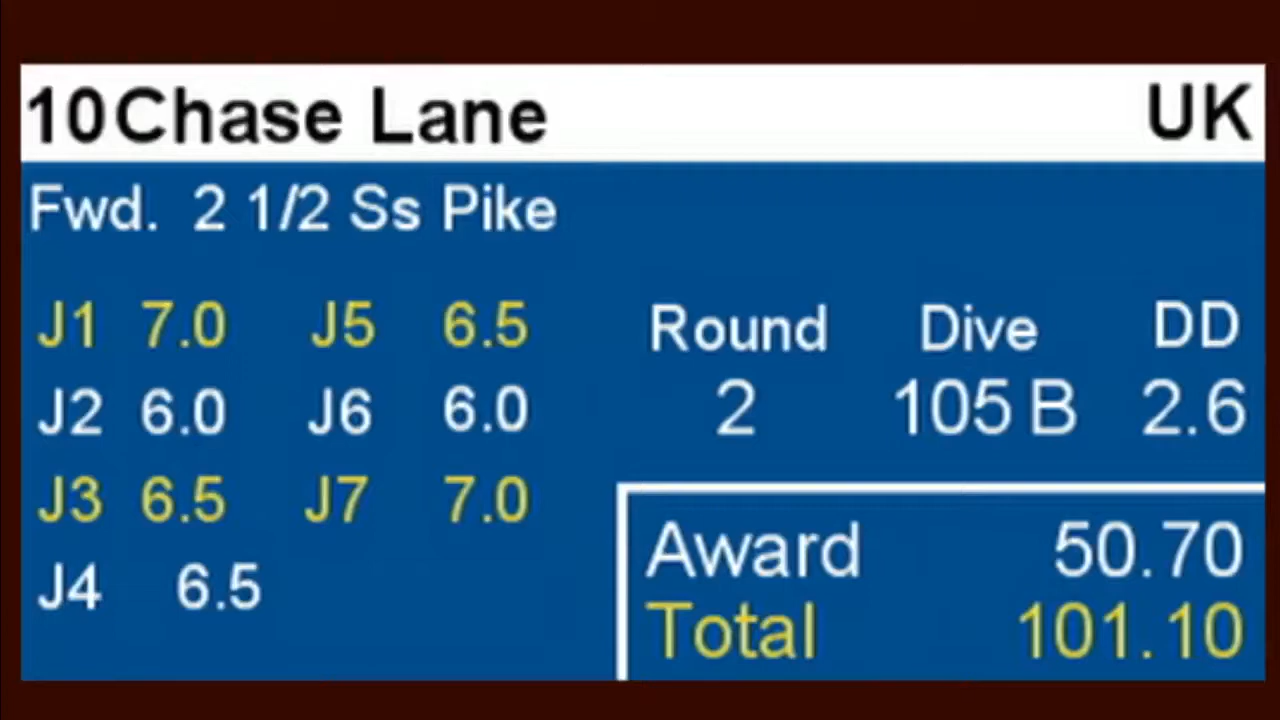 10 Chase Lane UK
Fwd. 2 1/2 Ss Pike
J1 7.0 J5 6.5 Round Dive DD
J2 6.0 J6 6.0 2 105 B 2.6
J3 6.5 J7 7.0
Award 50.70
J4 6.5
Total 101.10